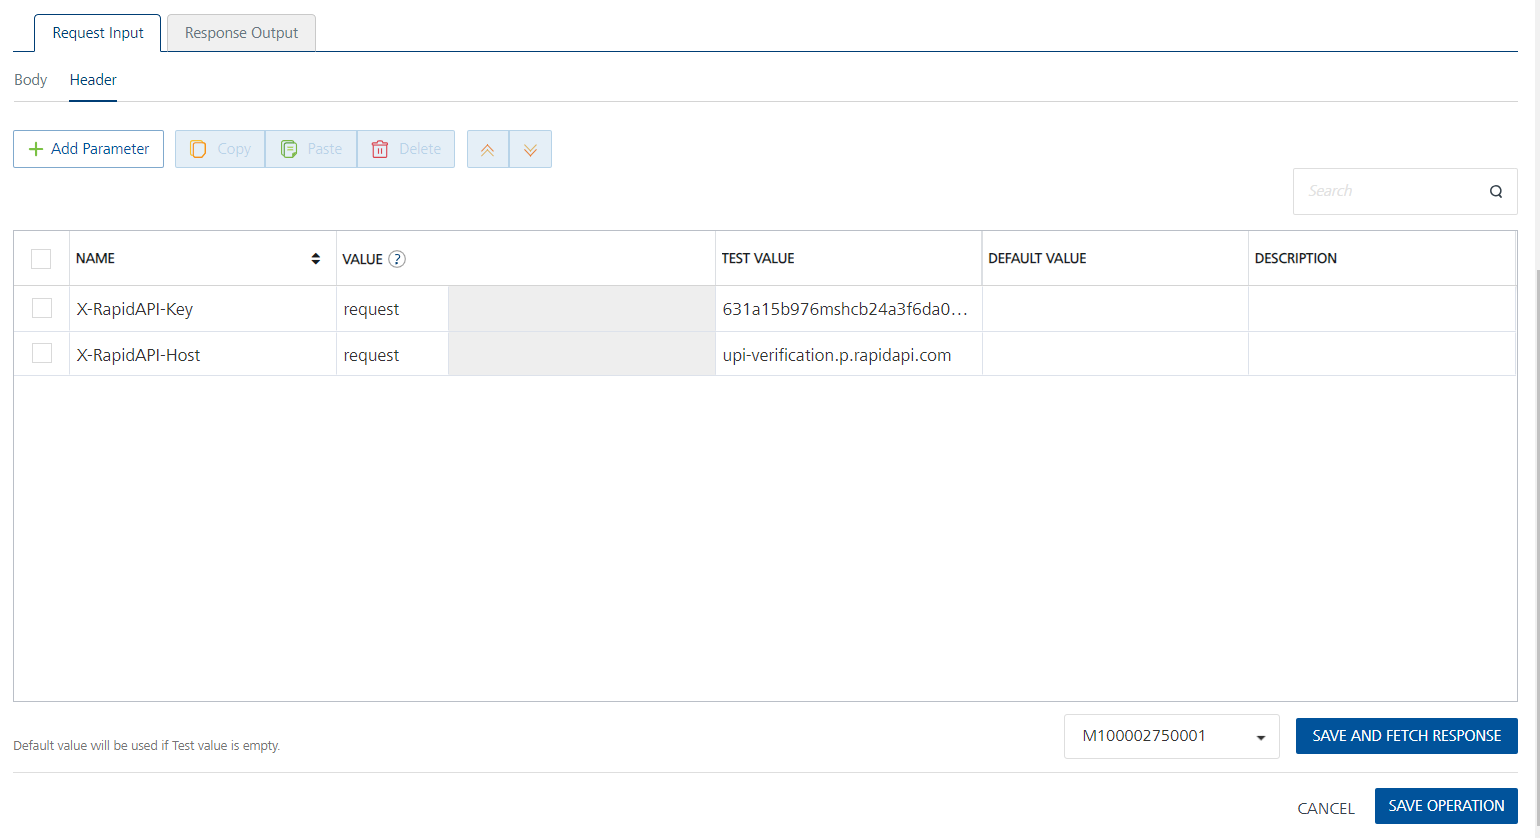 Request Input Response Output
Body Header
Add Parameter Copy Paste Delete
Search
NAME VALUE ? TEST VALUE DEFAULT VALUE DESCRIPTION
X-RapidAPI-Key request 631a15b976mshcb24a3f6da0...
X-RapidAPI-Host request upi-verification.p.rapidapi.com
M100002750001 SAVE AND FETCH RESPONSE
Default value will be used if Test value is empty.
CANCEL SAVE OPERATION